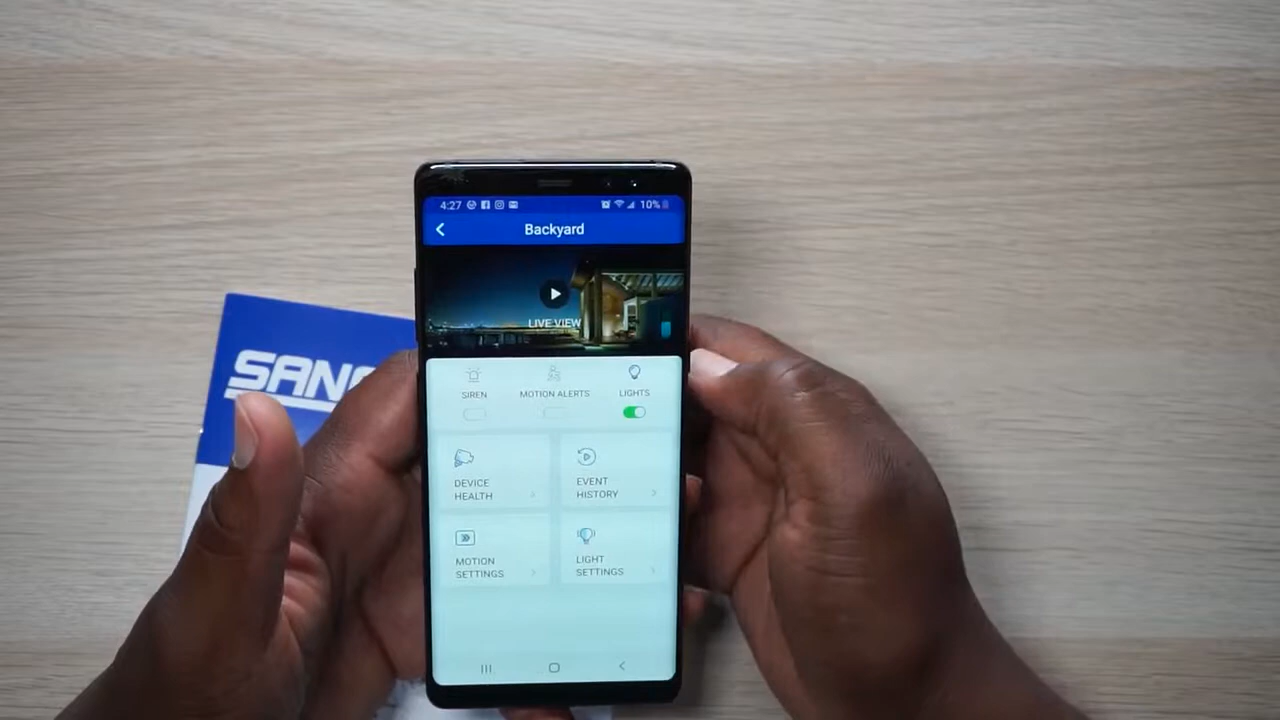 4:27
10%
Backyard
LIVE VIEW
SANC
SIREN
MOTION ALERTS
LIGHTS
DEVICE
HEALTH
EVENT
HISTORY
MOTION
SETTINGS
LIGHT
SETTINGS